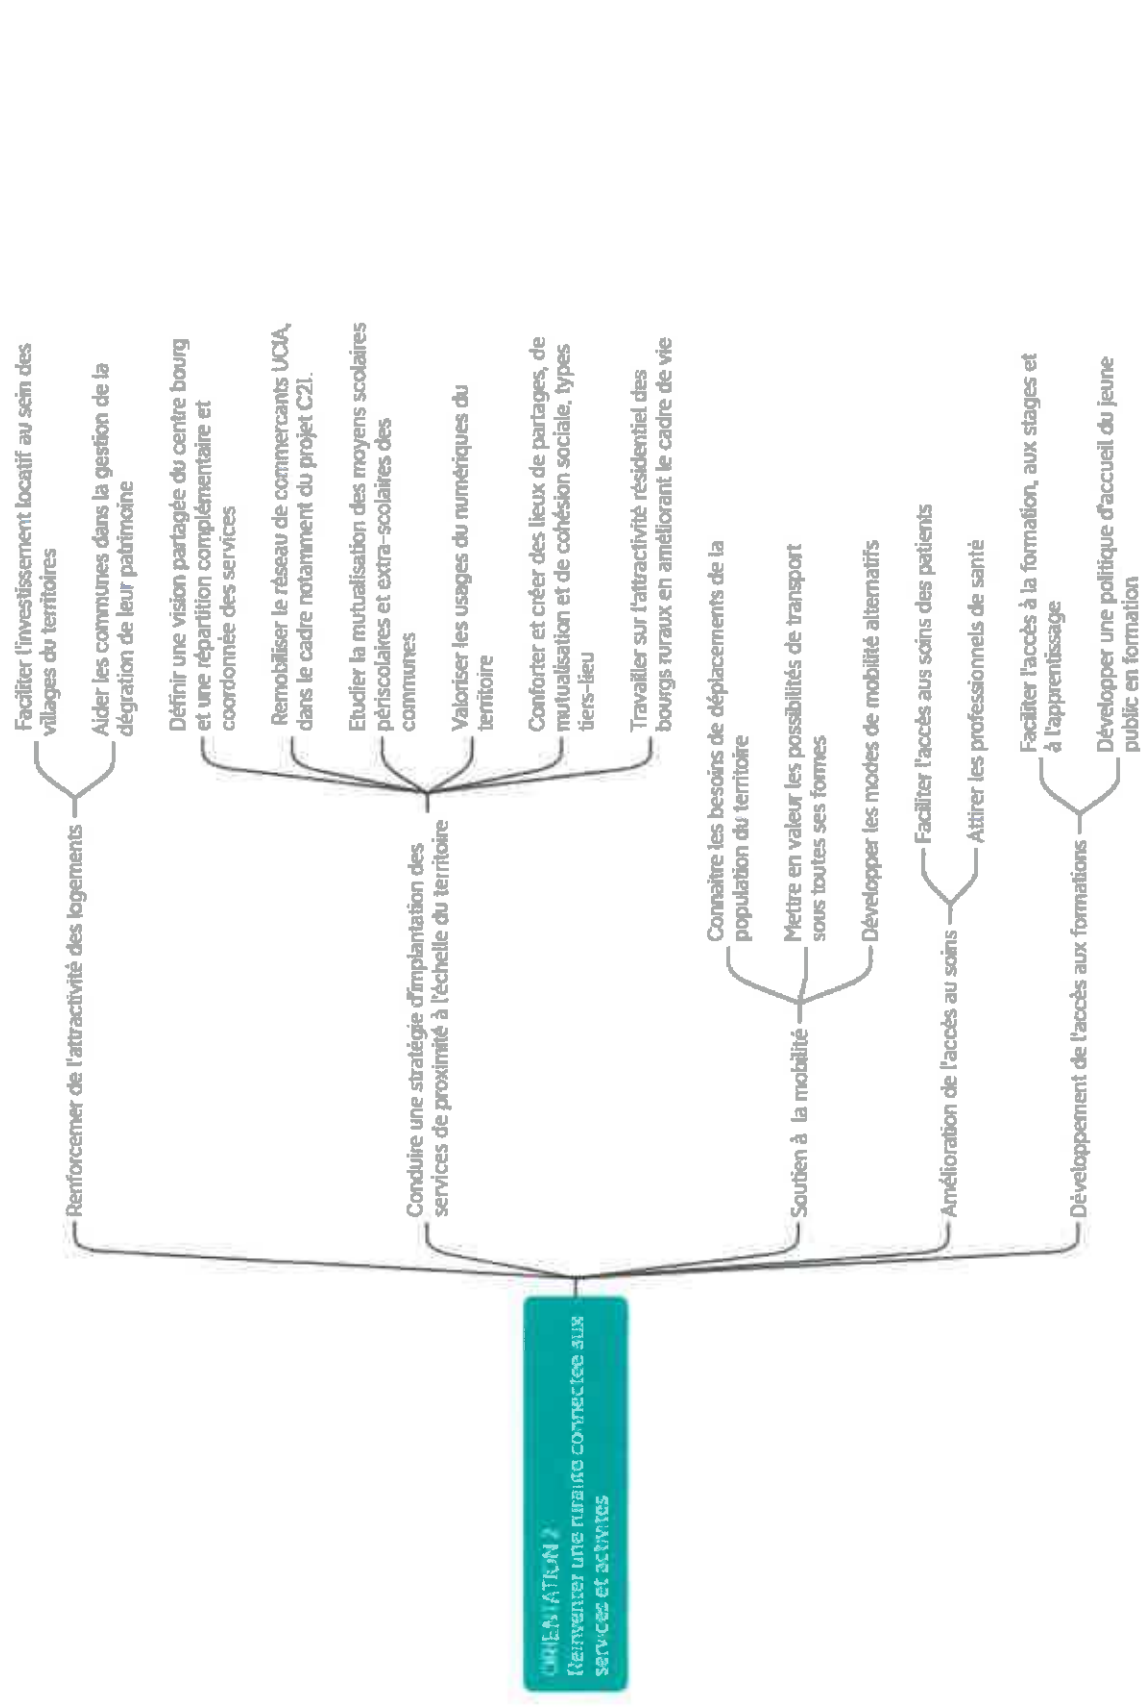 ORIENTATION 2
Réinventer une ruralité connectée aux
services et activités
Renforcemer de l'attractivité des logements
Faciliter l'investissement locatif au sein des
villages du territoires
Aider les communes dans la gestion de la
dégration de leur patrimoine
Conduire une stratégie d'implantation des
services de proximité à l'échelle du territoire
Définir une vision partagée du centre bourg
et une répartition complémentaire et
coordonnée des services
Remobiliser le réseau de commercants UCIA,
dans le cadre notamment du projet C2I.
Etudier la mutualisation des moyens scolaires
périscolaires et extra-scolaires des
communes
Valoriser les usages du numériques du
territoire
Conforter et créer des lieux de partages, de
mutualisation et de cohésion sociale, types
tiers-lieu
Travailler sur l'attractivité résidentiel des
bourgs ruraux en améliorant le cadre de vie
Soutien à la mobilité
Connaitre les besoins de déplacements de la
population du territoire
Mettre en valeur les possibilités de transport
sous toutes ses formes
Développer les modes de mobilité alternatifs
Amélioration de l'accès au soins
Faciliter l'accès aus soins des patients
Attirer les professionnels de santé
Développement de l'accès aux formations
Faciliter l'accès à la formation, aux stages et
à l'apprentissage
Développer une politique d'accueil du jeune
public en formation